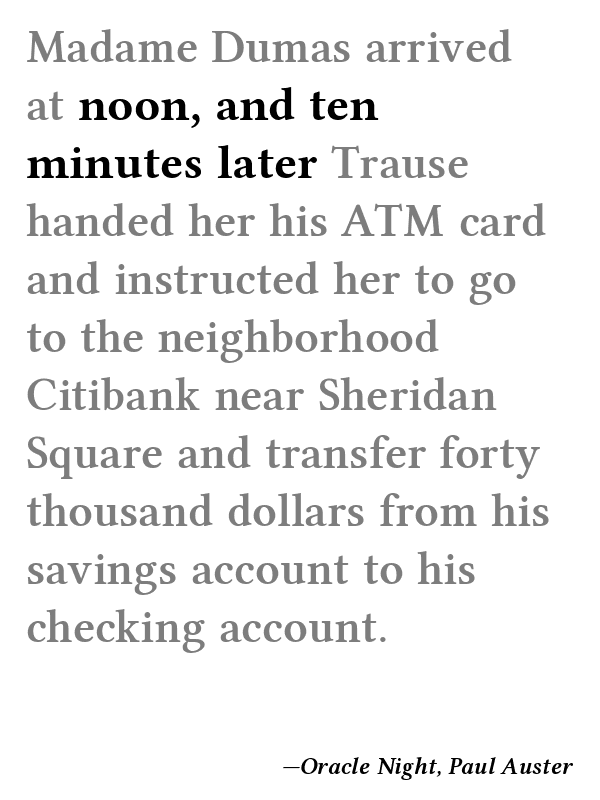 Madame Dumas arrived
at noon, and ten
minutes later Trause
handed her his ATM card
and instructed her to go
to the neighborhood
Citibank near Sheridan
Square and transfer forty
thousand dollars from his
savings account to his
checking account.
—Oracle Night, Paul Auster